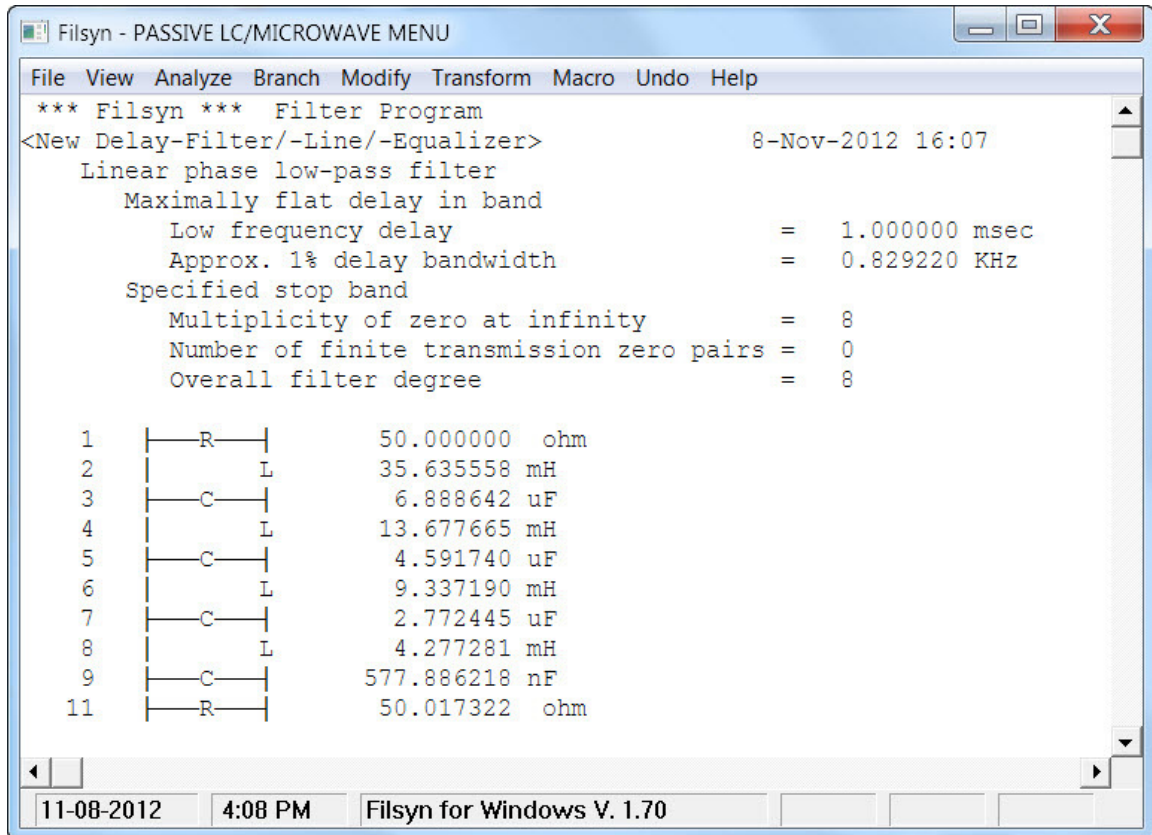 Filsyn - PASSIVE LC/MICROWAVE MENU
File View Analyze Branch Modify Transform Macro Undo Help
*** Filsyn *** Filter Program
<New Delay-Filter/-Line/-Equalizer> 8-Nov-2012 16:07
Linear phase low-pass filter
Maximally flat delay in band
Low frequency delay = 1.000000 msec
Approx. 1% delay bandwidth = 0.829220 KHz
Specified stop band
Multiplicity of zero at infinity = 8
Number of finite transmission zero pairs = 0
Overall filter degree = 8
1 R 50.000000 ohm
2 L 35.635558 mH
3 C 6.888642 uF
4 L 13.677665 mH
5 C 4.591740 uF
6 L 9.337190 mH
7 C 2.772445 uF
8 L 4.277281 mH
9 C 577.886218 nF
11 R 50.017322 ohm
11-08-2012 4:08 PM Filsyn for Windows V. 1.70